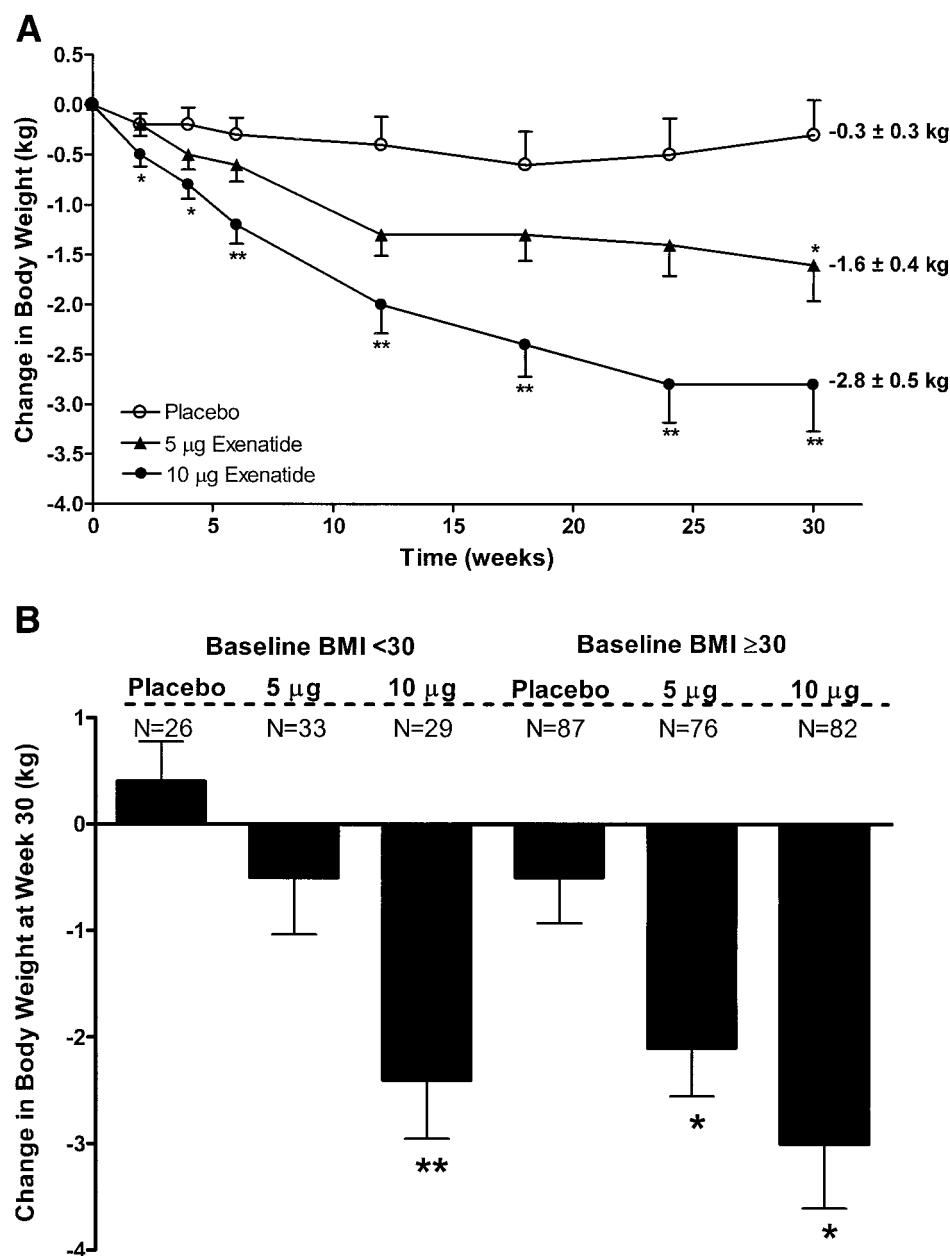 A
0.5
0.0
-0.5
-1.0
-1.5
-2.0
-2.5
-3.0
-3.5
-4.0
Change in Body Weight (kg)
-0.3 ± 0.3 kg
*
-1.6 ± 0.4 kg
-2.8 ± 0.5 kg
*
*
**
**
**
**
**
Placebo
5 μg Exenatide
10 μg Exenatide
0 5 10 15 20 25 30
Time (weeks)
B
Baseline BMI <30 Baseline BMI ≥30
Placebo 5 μg 10 μg Placebo 5 μg 10 μg
N=26 N=33 N=29 N=87 N=76 N=82
1
0
-1
-2
-3
-4
Change in Body Weight at Week 30 (kg)
*
**
*